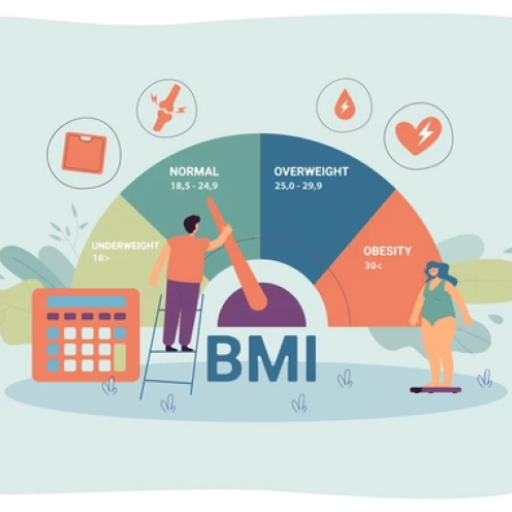 NORMAL
18,5 - 24,9
OVERWEIGHT
25,0 - 29,9
UNDERWEIGHT
18>
OBESITY
30<
BMI